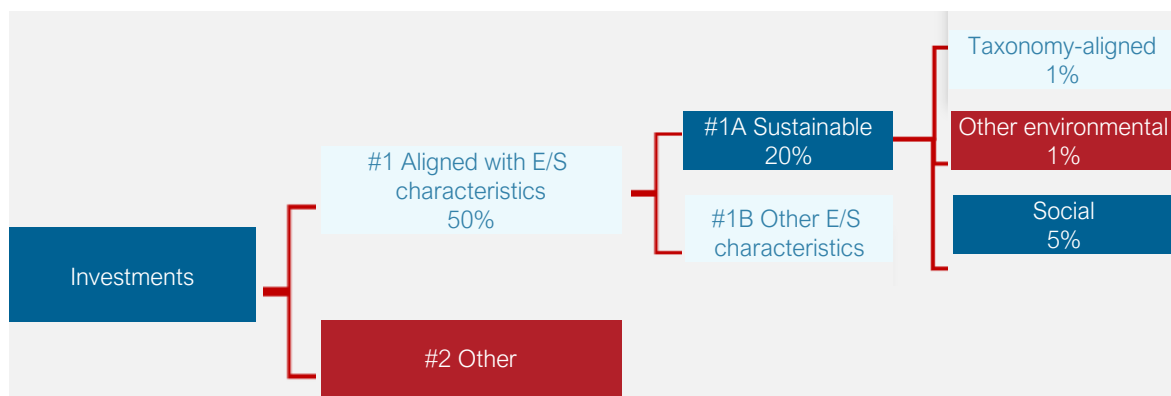 Investments
#1 Aligned with E/S
characteristics
50%
#2 Other
#1A Sustainable
20%
#1B Other E/S
characteristics
Taxonomy-aligned
1%
Other environmental
1%
Social
5%